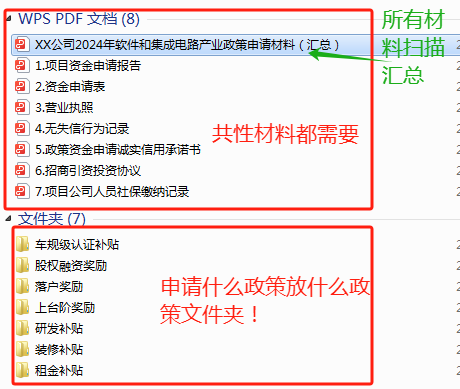 WPS PDF 文档 (8)
XX公司2024年软件和集成电路产业政策申请材料（汇总）
1.项目资金申请报告
2.资金申请表
3.营业执照
4.无失信行为记录
5.政策资金申请诚实信用承诺书
6.招商引资投资协议
7.项目公司人员社保缴纳记录
所有材
料扫描
汇总
共性材料都需要
文件夹 (7)
车规级认证补贴
股权融资奖励
落户奖励
上台阶奖励
研发补贴
装修补贴
租金补贴
申请什么政策放什么政
策文件夹！